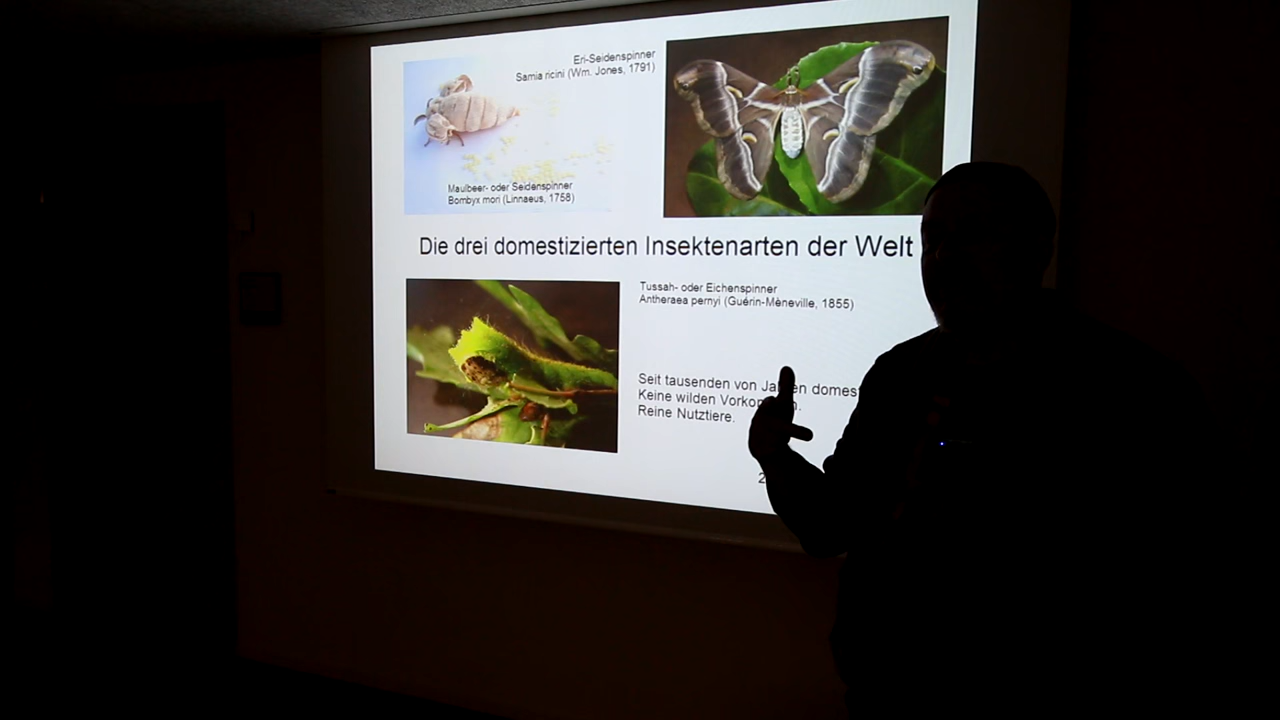 Eri-Seidenspinner
Samia ricini (Wm. Jones, 1791)
Maulbeer- oder Seidenspinner
Bombyx mori (Linnaeus, 1758)
Die drei domestizierten Insektenarten der Welt
Tussah- oder Eichenspinner
Antheraea pernyi (Guérin-Mèneville, 1855)
Seit tausenden von
Keine wilden
Reine Nutztiere.